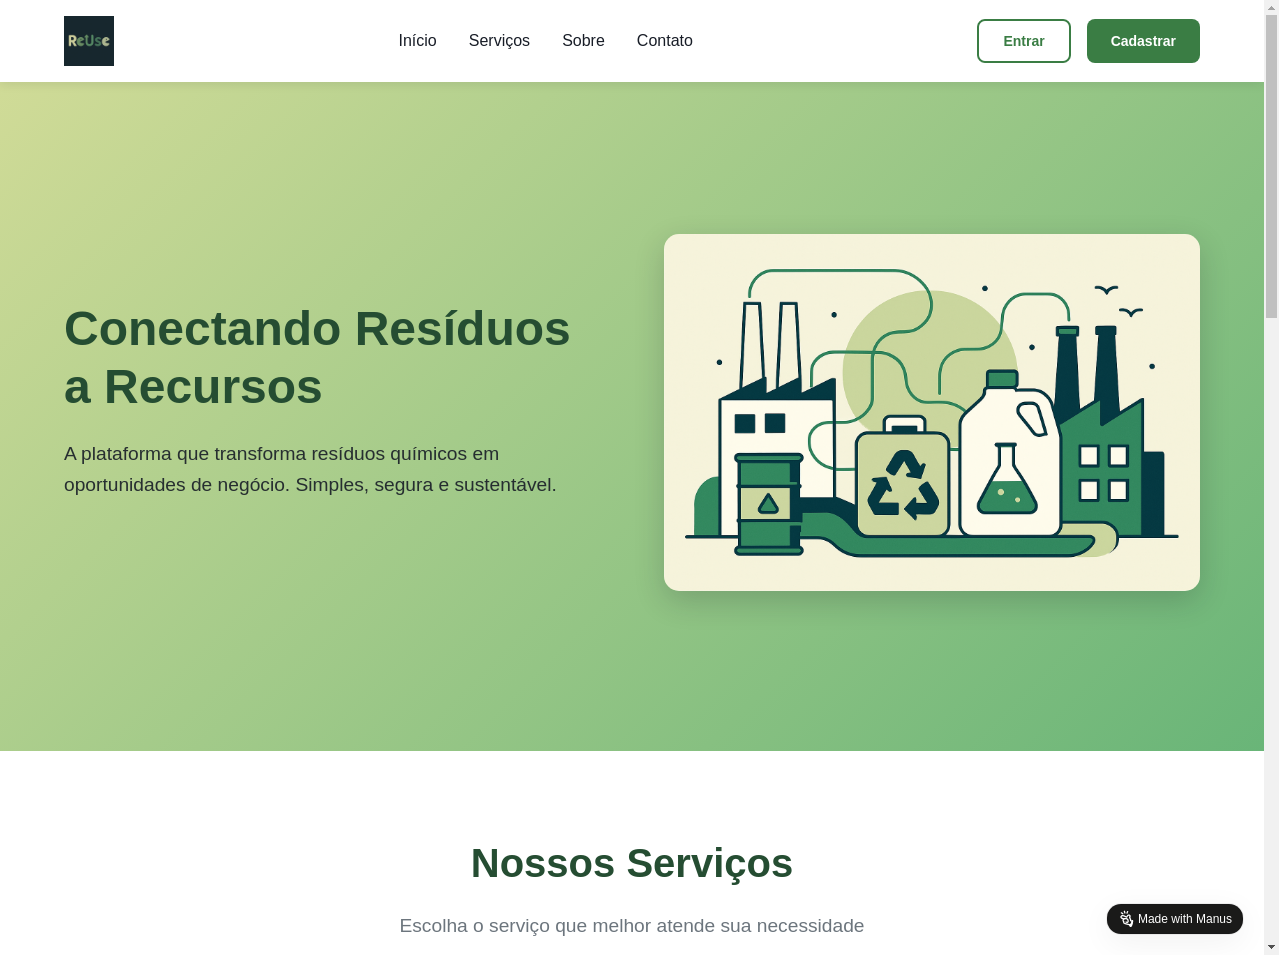 ReUse
Início
Serviços
Sobre
Contato
Entrar
Cadastrar
Conectando Resíduos
a Recursos
A plataforma que transforma resíduos químicos em
oportunidades de negócio. Simples, segura e sustentável.
Nossos Serviços
Escolha o serviço que melhor atende sua necessidade
Made with Manus